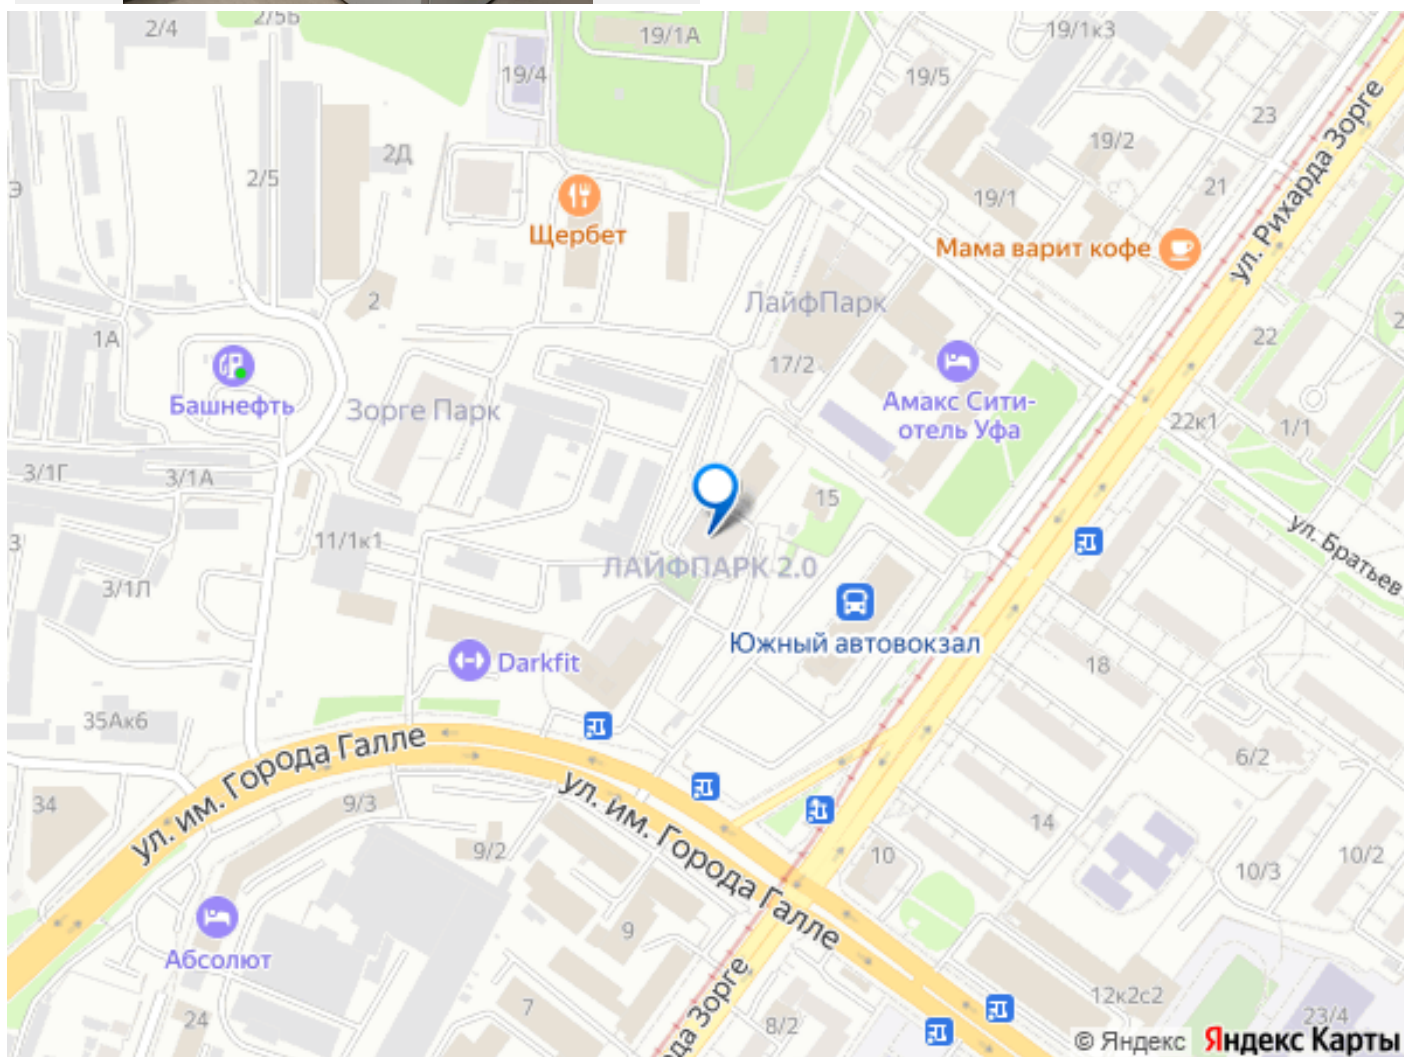 2/4
2/5Б
19/1А
19/1к3
19/4
19/5
23
ул. Рихарда Зорге
2Д
19/2
2/5
Э
21
19/1
Щербет
Мама варит кофе
ЛайфПарк
2
1А
22
2
17/2
Башнефть
Зорге Парк
Амакс Сити-
отель Уфа
22к1
1/1
3/1Г
3/1А
15
ул. Братьев
11/1к1
3
ЛАЙФПАРК 2.0
3/1Л
Южный автовокзал
Darkfit
18
35Ак6
ул. им. Города Галле
6/2
34
9/3
ул. им. Города Галле
14
9/2
10
10/3
10/2
9
Абсолют
да Зорге
7
12к2с2
24
8/2
23/4
© Яндекс Яндекс Карты